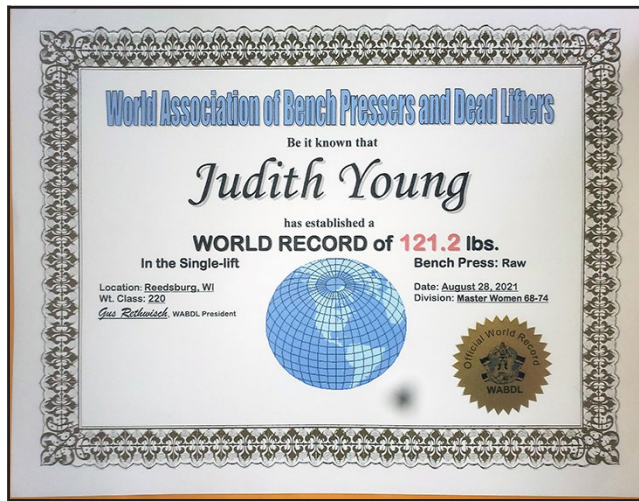 World Association of Bench Pressers and Dead Lifters
Be it known that
Judith Young
has established a
WORLD RECORD of 121.2 lbs.
In the Single-lift
Bench Press: Raw
Location: Reedsburg, WI
Wt. Class: 220
Gus Rethwisch, WABDL President
Date: August 28, 2021
Division: Master Women 68-74
Official World Record
WABDL